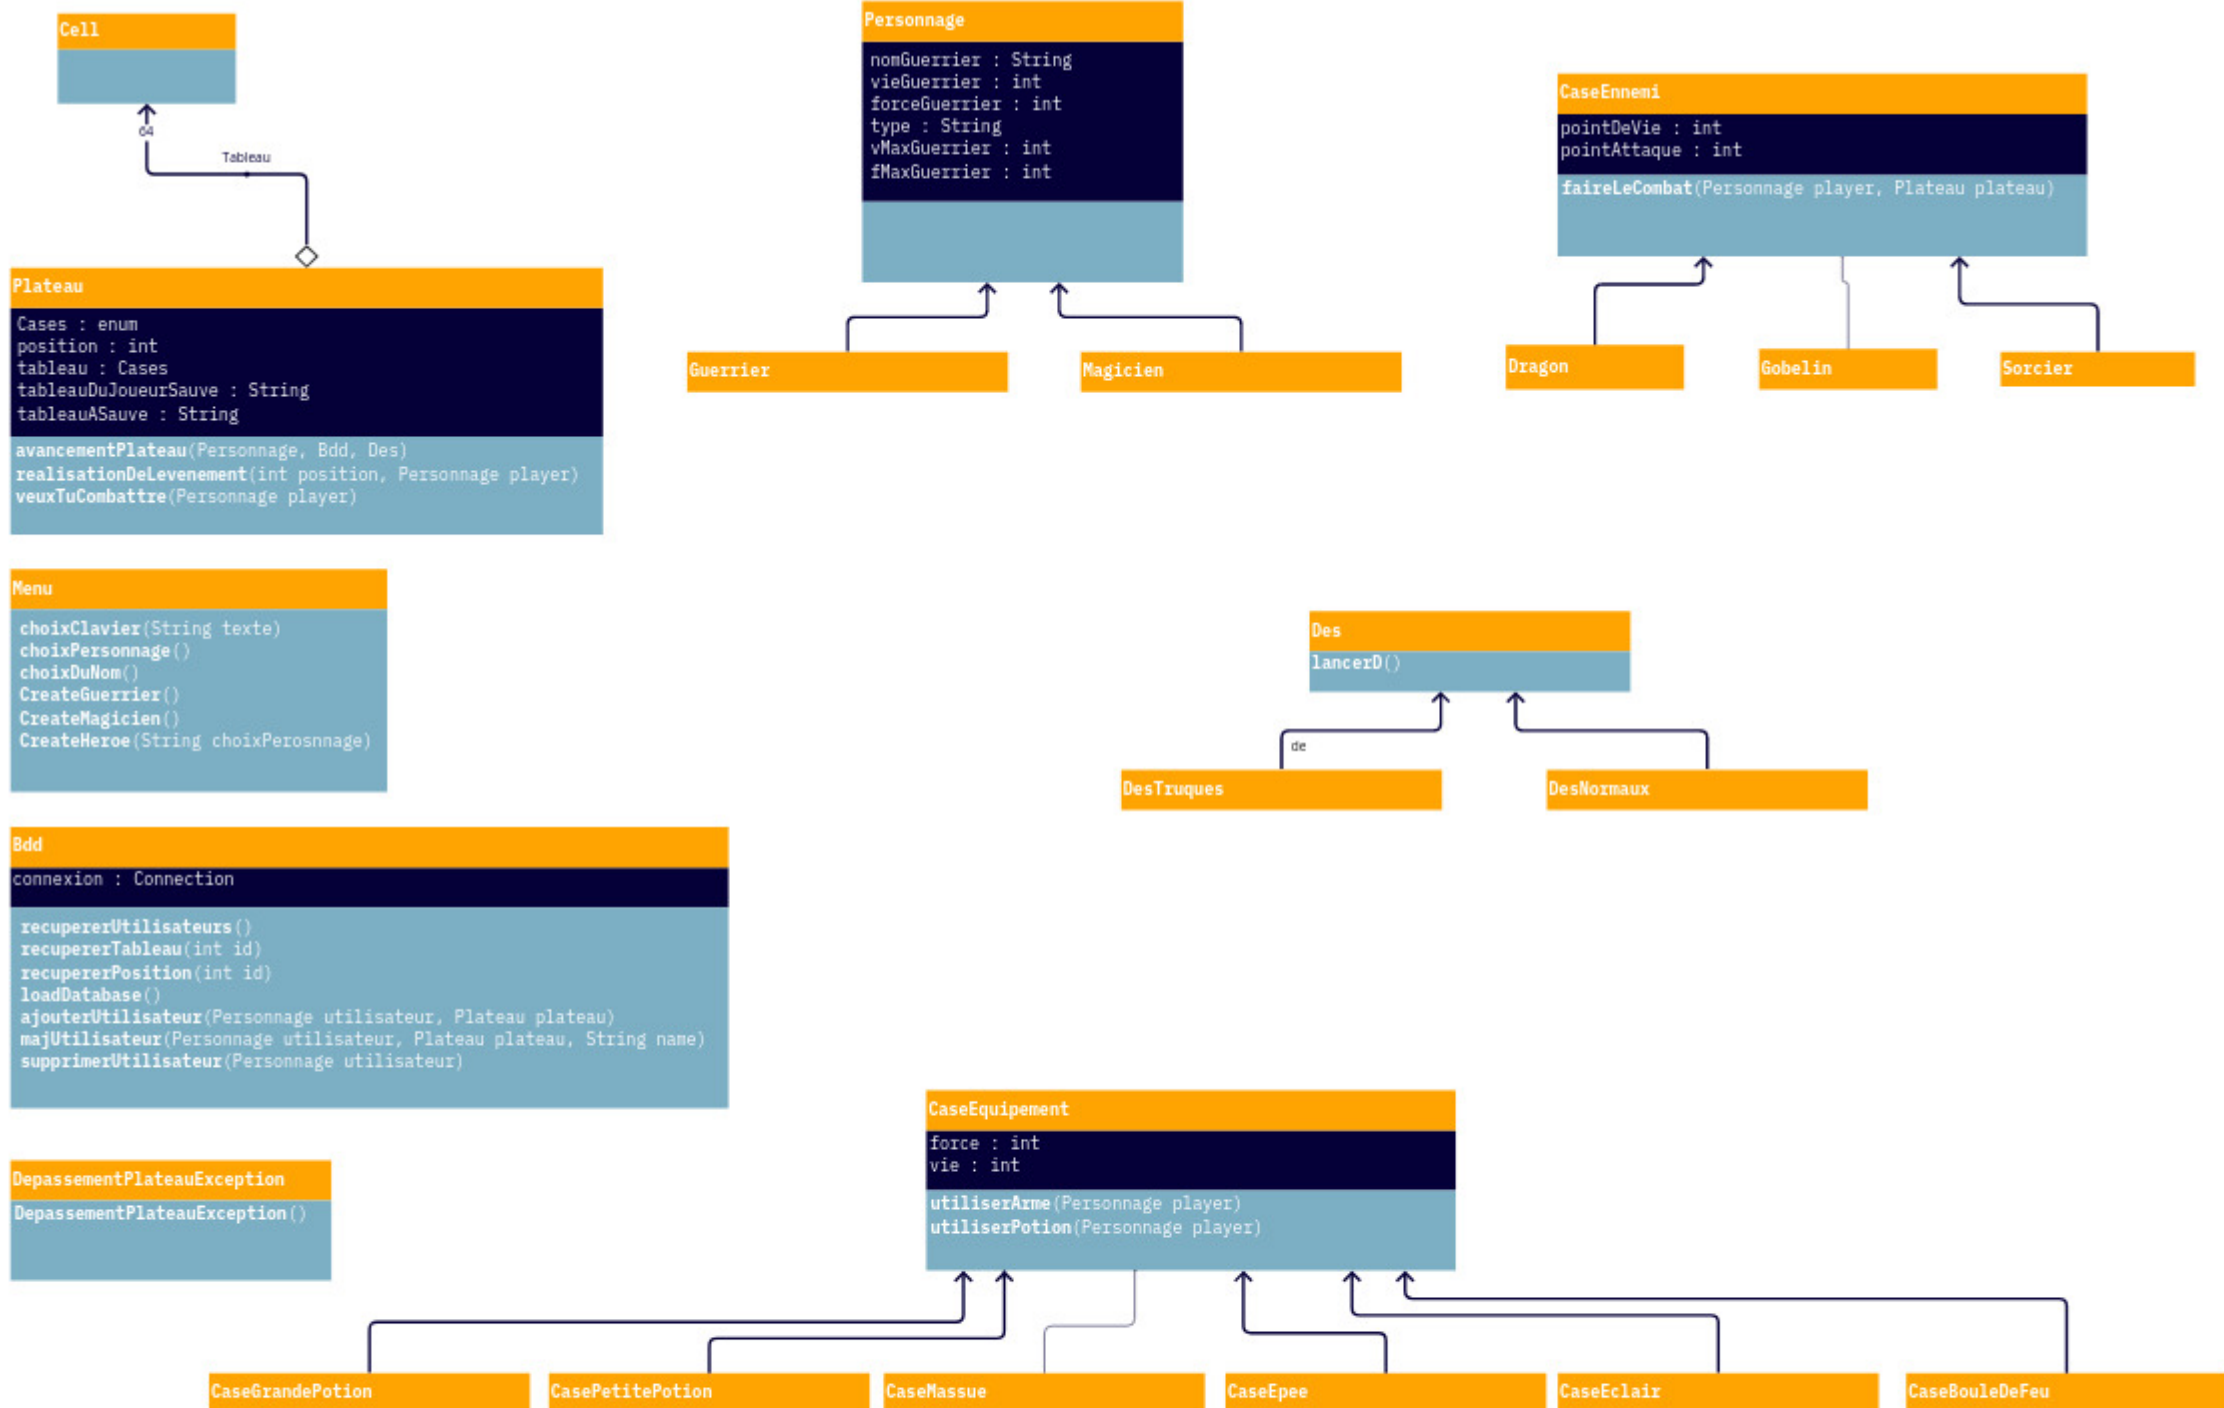 Cell
64
Tableau
Plateau
Cases : enum
position : int
tableau : Cases
tableauDuJoueurSauve : String
tableauASauve : String
avancementPlateau(Personnage, Bdd, Des)
realisationDeLevenement(int position, Personnage player)
veuxTuCombattre(Personnage player)
Menu
choixClavier(String texte)
choixPersonnage()
choixDuNom()
CreateGuerrier()
CreateMagicien()
CreateHeroe(String choixPerosnnage)
Bdd
connexion : Connection
recupererUtilisateurs()
recupererTableau(int id)
recupererPosition(int id)
loadDatabase()
ajouterUtilisateur(Personnage utilisateur, Plateau plateau)
majUtilisateur(Personnage utilisateur, Plateau plateau, String name)
supprimerUtilisateur(Personnage utilisateur)
DepassementPlateauException
DepassementPlateauException()
Personnage
nomGuerrier : String
vieGuerrier : int
forceGuerrier : int
type : String
vMaxGuerrier : int
fMaxGuerrier : int
Guerrier
Magicien
CaseEnnemi
pointDeVie : int
pointAttaque : int
faireLeCombat(Personnage player, Plateau plateau)
Dragon
Gobelin
Sorcier
Des
lancerD()
de
DesTruques
DesNormaux
CaseEquipement
force : int
vie : int
utiliserArme(Personnage player)
utiliserPotion(Personnage player)
CaseGrandePotion
CasePetitePotion
CaseMassue
CaseEpee
CaseEclair
CaseBouleDeFeu